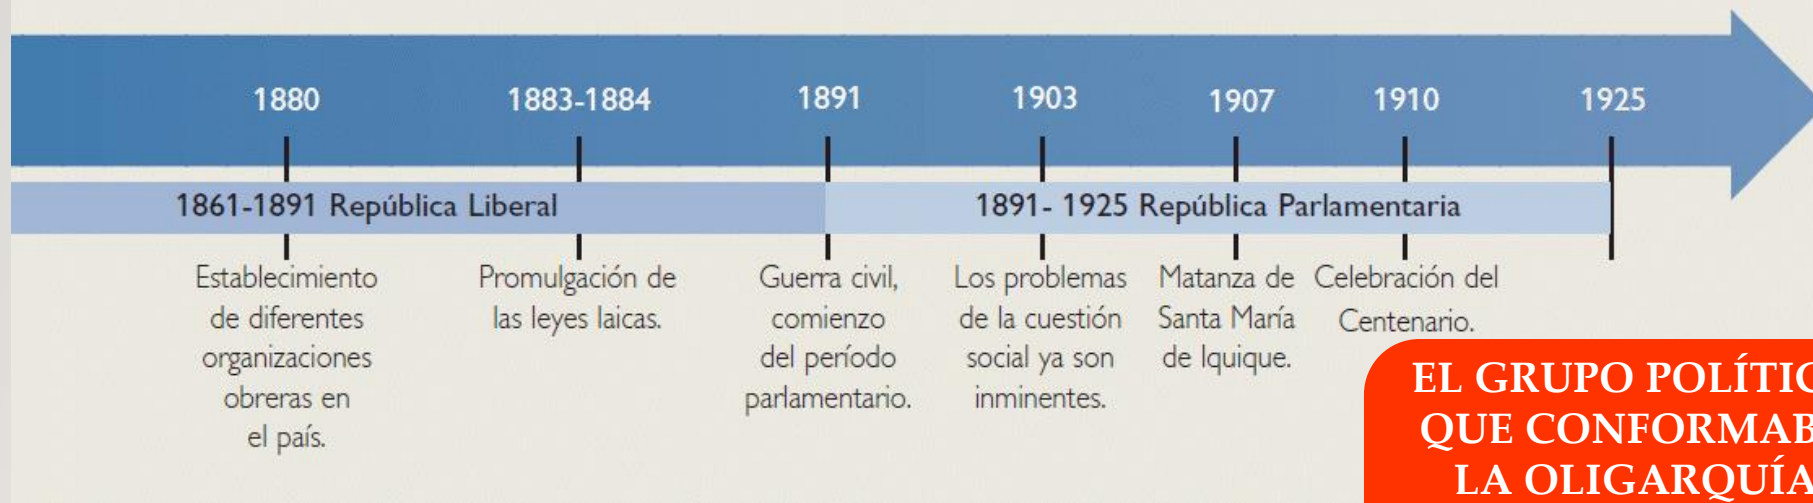 1880
1883-1884
1891
1903
1907
1910
1925
1861-1891 República Liberal
1891- 1925 República Parlamentaria
Establecimiento
de diferentes
organizaciones
obreras en
el país.
Promulgación de
las leyes laicas.
Guerra civil,
comienzo
del período
parlamentario.
Los problemas
de la cuestión
social ya son
inminentes.
Matanza de
Santa María
de Iquique.
Celebración del
Centenario.
EL GRUPO
QUE
LA OLIGARQUÍA